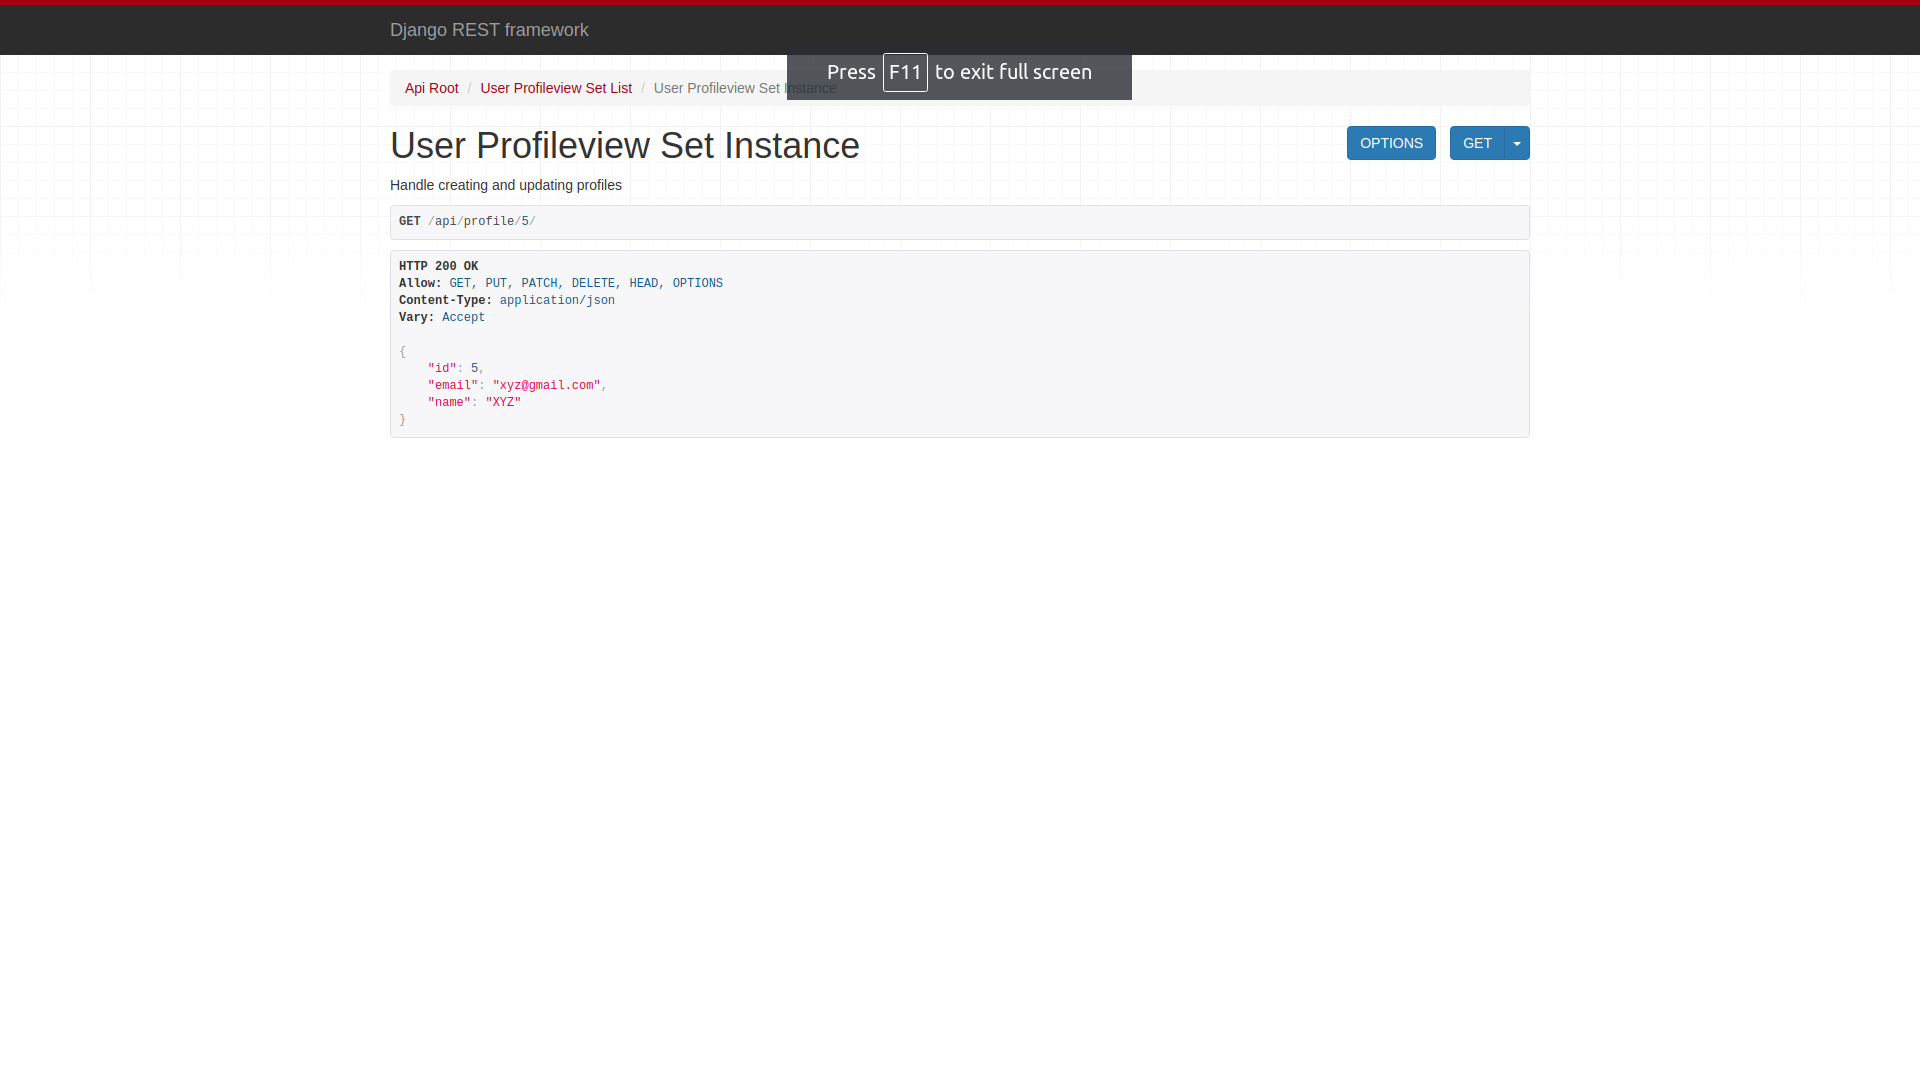 Django REST framework
Press F11 to exit full screen
Api Root / User Profileview Set List / User Profileview Set Instance
User Profileview Set Instance
OPTIONS
GET
Handle creating and updating profiles
GET /api/profile/5/
HTTP 200 OK
Allow: GET, PUT, PATCH, DELETE, HEAD, OPTIONS
Content-Type: application/json
Vary: Accept
{
    "id": 5,
    "email": "xyz@gmail.com",
    "name": "XYZ"
}